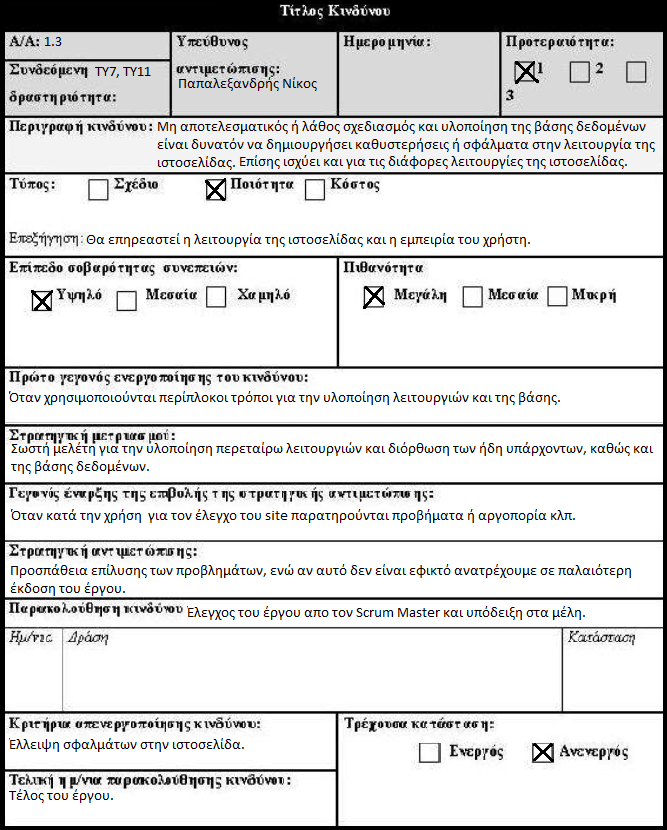 Τίτλος Κινδύνου
Α/Α: 1.3
Υπεύθυνος αντιμετώπισης:
Παπαλεξανδρής Νίκος
Ημερομηνία:
Προτεραιότητα:
1 2
3
Συνδεόμενη ΤΥ7, ΤΥ11
δραστηριότητα:
Περιγραφή κινδύνου: Μη αποτελεσματικός ή λάθος σχεδιασμός και υλοποίηση της βάσης δεδομένων
είναι δυνατόν να δημιουργήσει καθυστερήσεις ή σφάλματα στην λειτουργία της
ιστοσελίδας. Επίσης ισχύει και για τις διάφορες λειτουργίες της ιστοσελίδας.
Τύπος: Σχέδιο Ποιότητα Κόστος
Επεξήγηση: Θα επηρεαστεί η λειτουργία της ιστοσελίδας και η εμπειρία του χρήστη.
Επίπεδο σοβαρότητας συνεπειών:
Υψηλό Μεσαία Χαμηλό
Πιθανότητα
Μεγάλη Μεσαία Μικρή
Πρώτο γεγονός ενεργοποίησης του κινδύνου:
Όταν χρησιμοποιούνται περίπλοκοι τρόποι για την υλοποίηση λειτουργιών και της βάσης.
Στρατηγική μετριασμού:
Σωστή μελέτη για την υλοποίηση περεταίρω λειτουργιών και διόρθωση των ήδη υπάρχοντων, καθώς και
της βάσης δεδομένων.
Γεγονός έναρξης της επιβολής της στρατηγικής αντιμετώπισης:
Όταν κατά την χρήση για τον έλεγχο του site παρατηρούνται προβήματα ή αργοπορία κλπ.
Στρατηγική αντιμετώπισης:
Προσπάθεια επίλυσης των προβλημάτων, ενώ αν αυτό δεν είναι εφικτό ανατρέχουμε σε παλαιότερη
έκδοση του έργου.
Παρακολούθηση κινδύνου Έλεγχος του έργου απο τον Scrum Master και υπόδειξη στα μέλη.
Ημ/νια Δράση Κατάσταση
Κριτήρια απενεργοποίησης κινδύνου:
Ελλειψη σφαλμάτων στην ιστοσελίδα.
Τρέχουσα κατάσταση:
Ενεργός Ανενεργός
Τελική ημ/νια παρακολούθησης κινδύνου:
Τέλος του έργου.